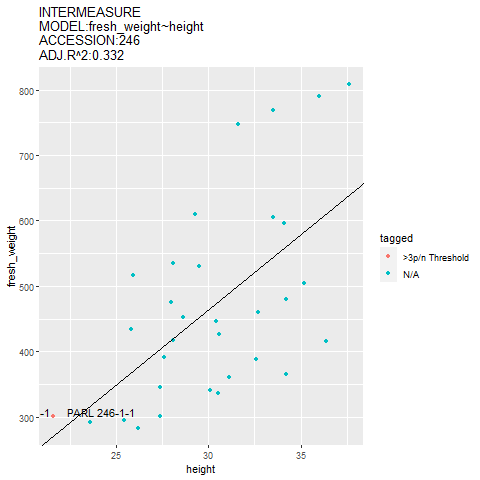 INTERMEASURE
MODEL:fresh_weight~height
ACCESSION:246
ADJ.R^2:0.332
800
700
600
500
400
300
fresh_weight
-1 PARL 246-1-1
25 30 35
height
tagged
>3p/n Threshold
N/A